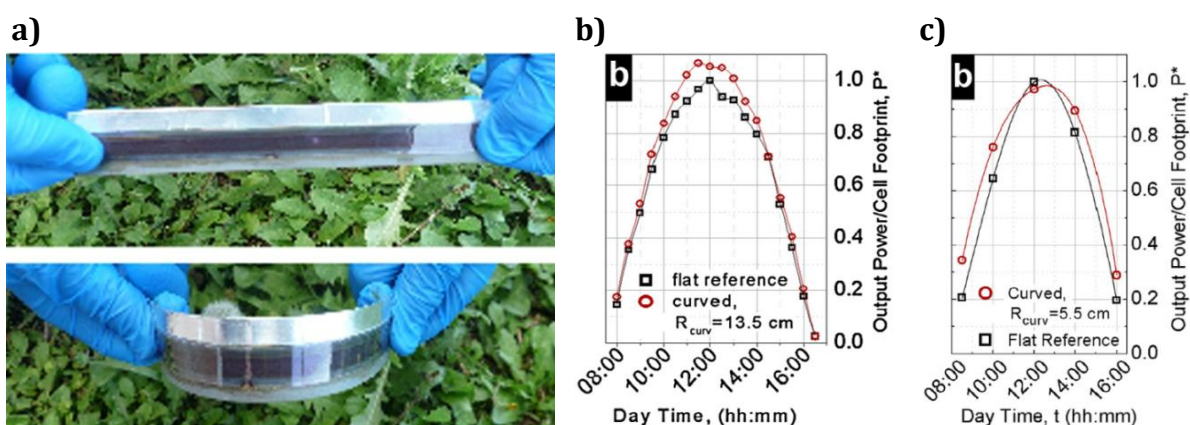 a)
b)
c)
b
1.0
0.8
0.6
0.4
0.2
0.0
flat reference
curved,
Rcurv=13.5 cm
08:00
10:00
12:00
14:00
16:00
Day Time, (hh:mm)
Output Power/Cell Footprint, P*
b
1.0
0.8
0.6
0.4
0.2
0.0
Curved,
Rcurv=5.5 cm
Flat Reference
08:00
10:00
12:00
14:00
16:00
Day Time, t (hh:mm)
Output Power/Cell Footprint, P*